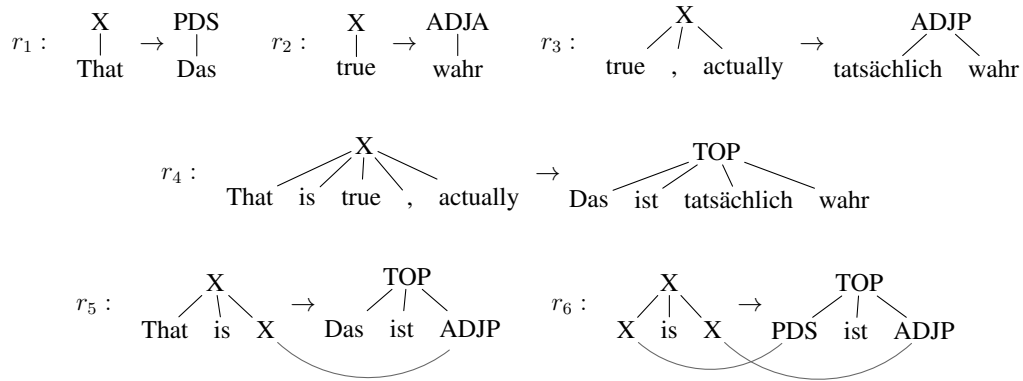 X PDS X ADJA X ADJP
r1 : → r2 : → r3 : →
That Das true wahr true , actually tatsächlich wahr
X TOP
r4 : →
That is true , actually Das ist tatsächlich wahr
X TOP X TOP
r5 : → r6 : →
That is X Das ist ADJP X is X PDS ist ADJP